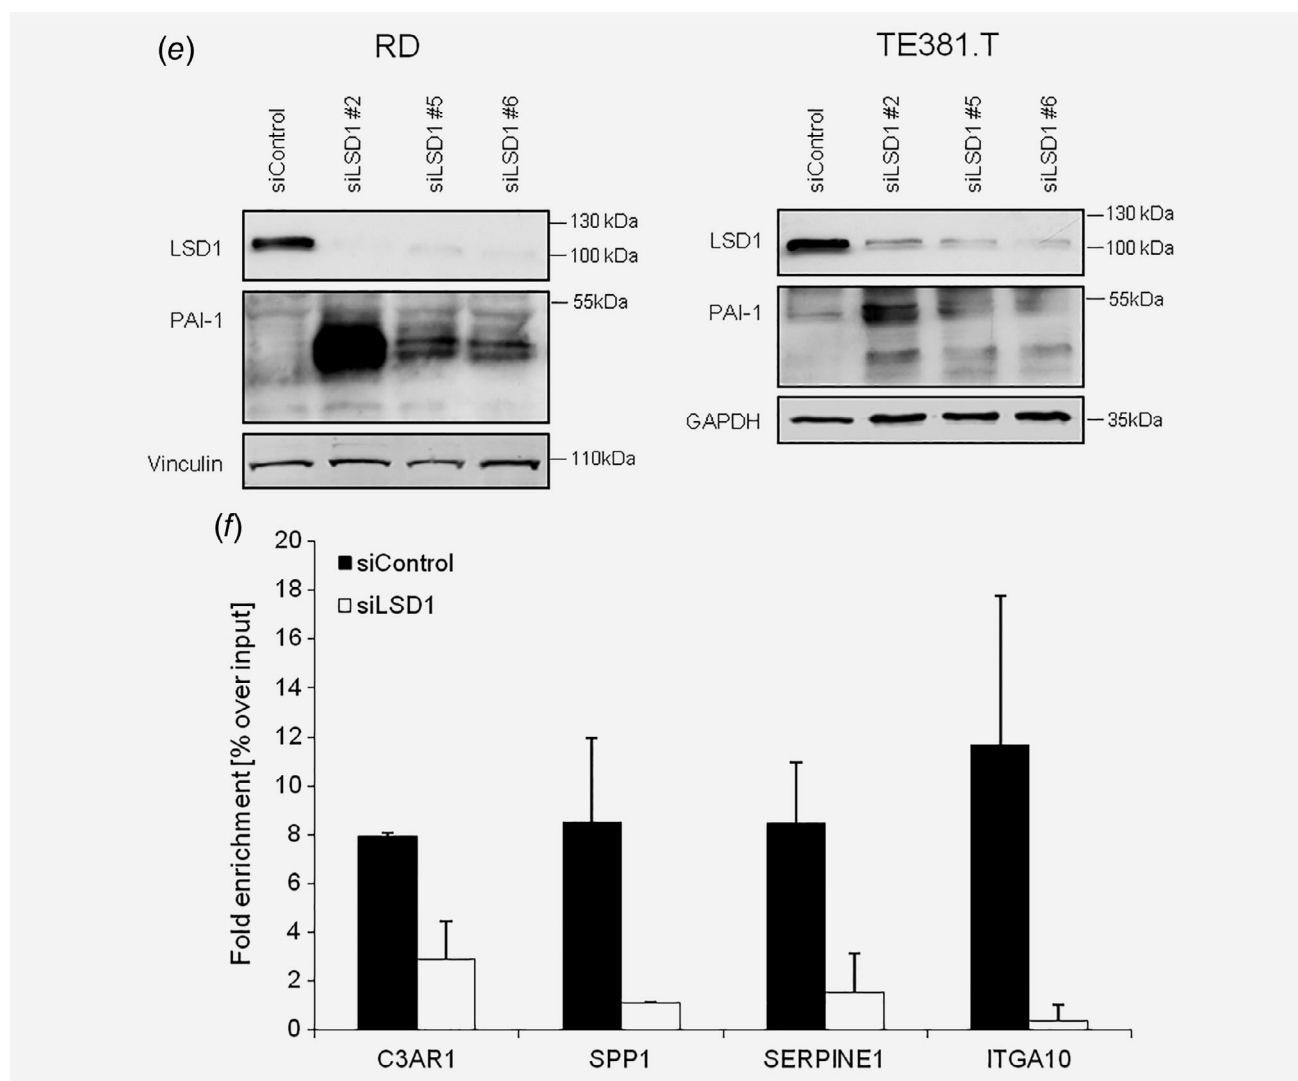 (e)
RD
TE381.T
siControl
siLSD1 #2
siLSD1 #5
siLSD1 #6
siControl
siLSD1 #2
siLSD1 #5
siLSD1 #6
LSD1
130 kDa
100 kDa
PAI-1
55kDa
Vinculin
110kDa
LSD1
130 kDa
100 kDa
PAI-1
55kDa
GAPDH
35kDa
(f)
siControl
siLSD1
Fold enrichment [% over input]
20
18
16
14
12
10
8
6
4
2
0
C3AR1
SPP1
SERPINE1
ITGA10